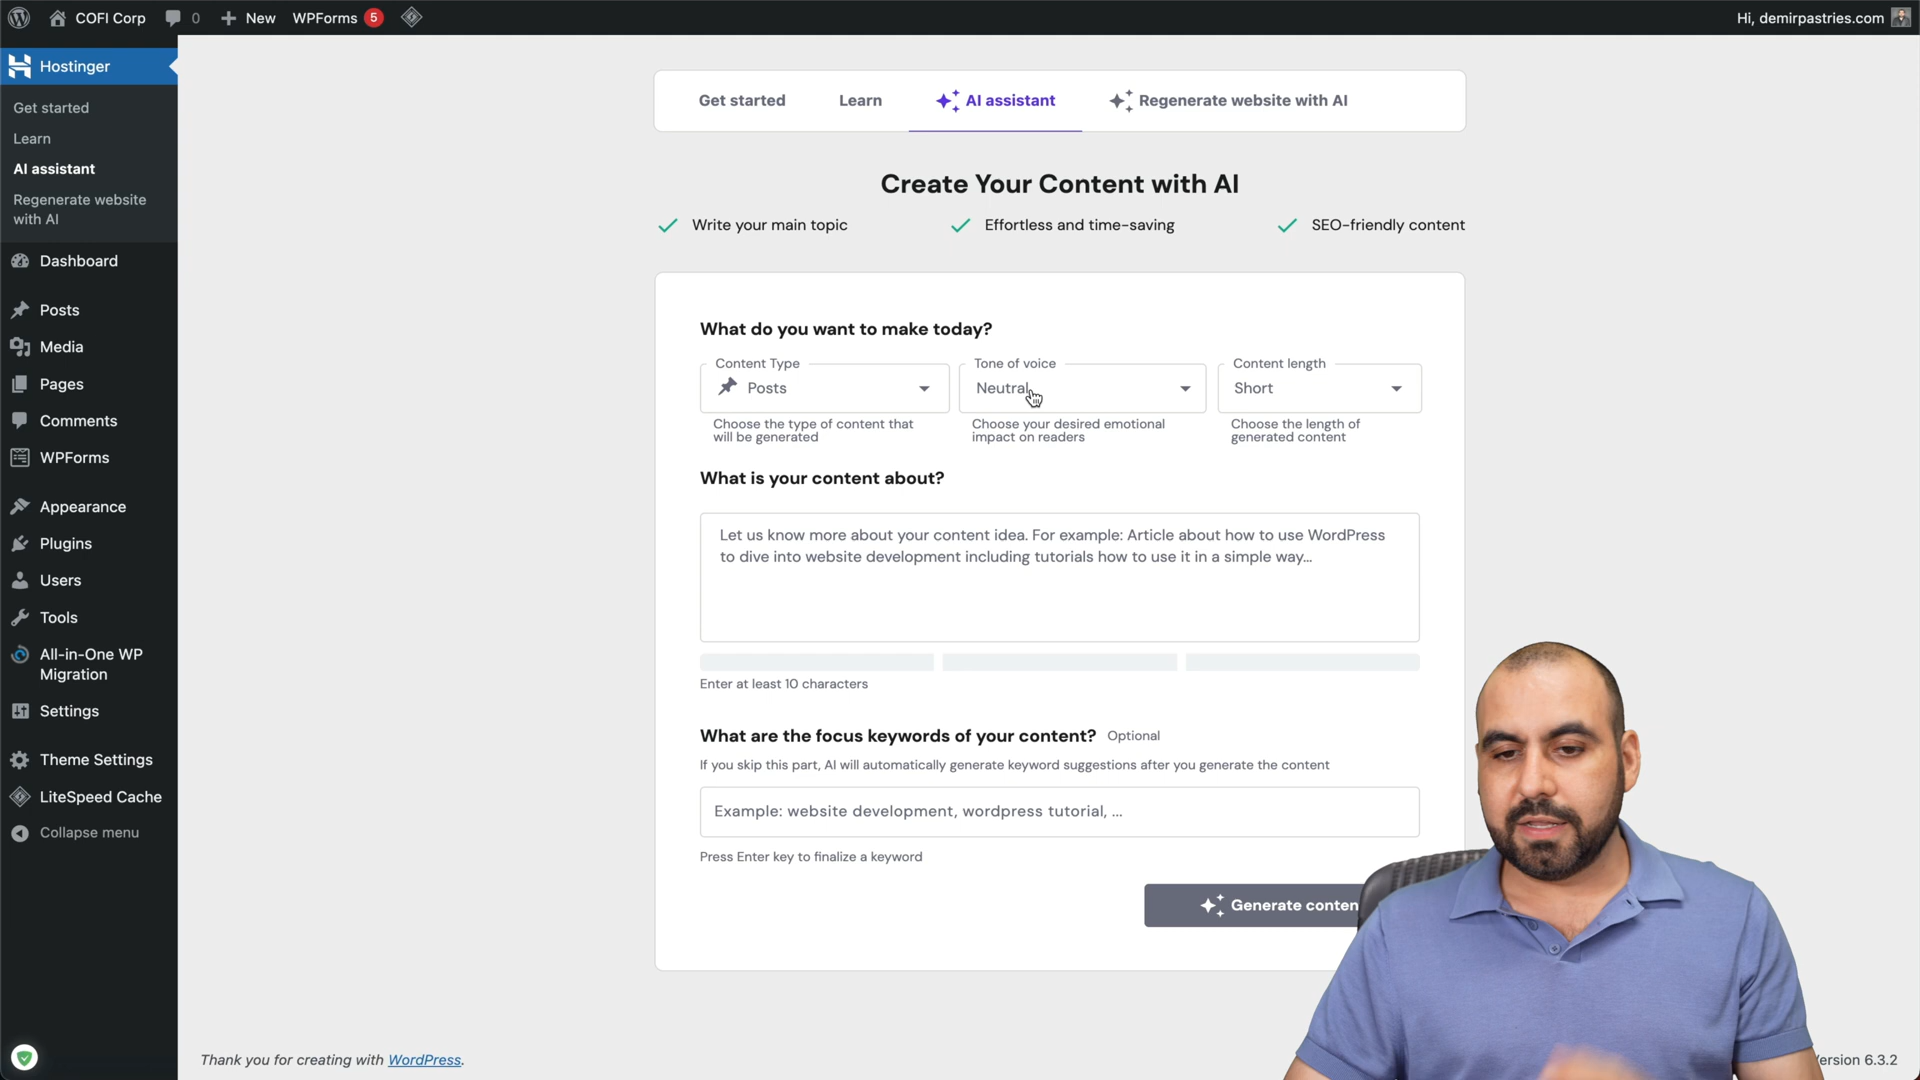 COFI Corp
0
New
WPForms
5
Hi, demirpastries.com
Hostinger
Get started
Learn
AI assistant
Regenerate website
with AI
Dashboard
Posts
Media
Pages
Comments
WPForms
Appearance
Plugins
Users
Tools
All-in-One WP
Migration
Settings
Theme Settings
LiteSpeed Cache
Collapse menu
Get started
Learn
AI assistant
Regenerate website with AI
Create Your Content with AI
Write your main topic
Effortless and time-saving
SEO-friendly content
What do you want to make today?
Content Type
Posts
Choose the type of content that
will be generated
Tone of voice
Neutral
Choose your desired emotional
impact on readers
Content length
Short
Choose the length of
generated content
What is your content about?
Let us know more about your content idea. For example: Article about how to use WordPress
to dive into website development including tutorials how to use it in a simple way...
Enter at least 10 characters
What are the focus keywords of your content? Optional
If you skip this part, AI will automatically generate keyword suggestions after you generate the content
Example: website development, wordpress tutorial, ...
Press Enter key to finalize a keyword
Generate conten
Thank you for creating with WordPress.
ersion 6.3.2